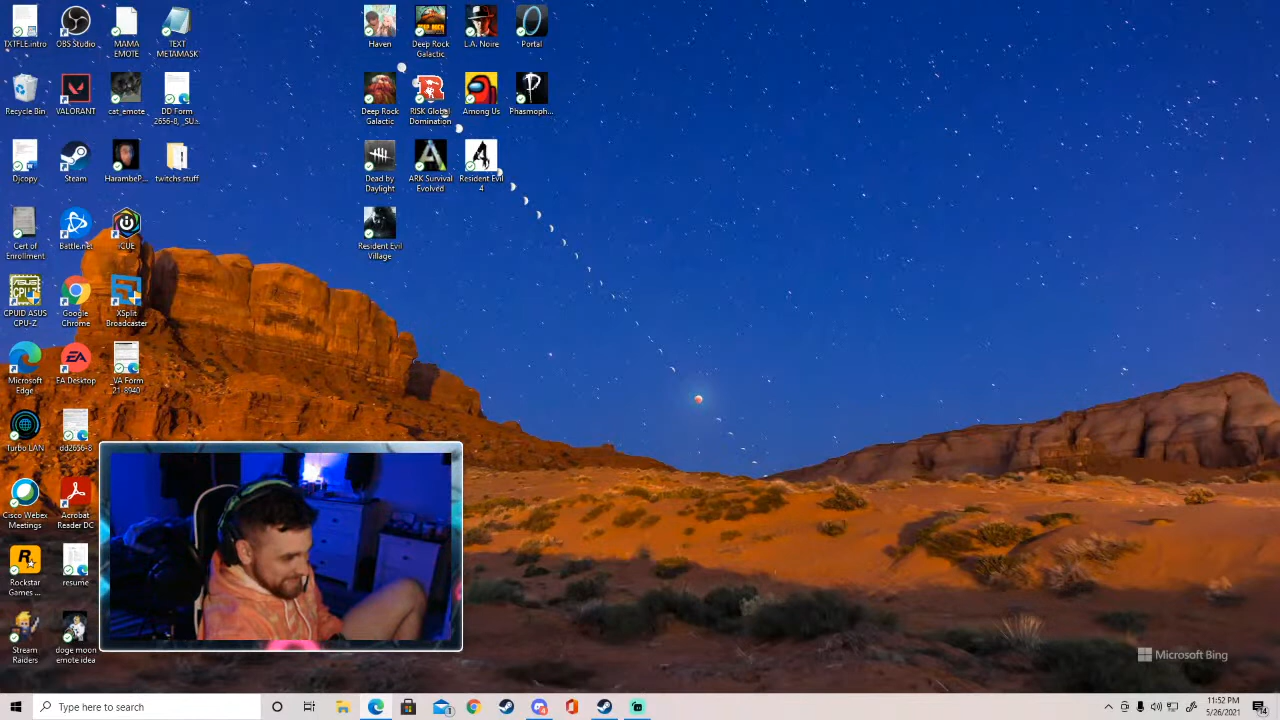 TXTFLE.intro
OBS Studio
MAMA
EMOTE
TEXT
METAMASK
Haven
Deep Rock
Galactic
L.A. Noire
Portal
Recycle Bin
VALORANT
cat_emote
DD Form
2656-8, _SU...
Deep Rock
Galactic
RISK Global
Domination
Among Us
Phasmoph...
Djcopy
Steam
HarambeP...
twitchs stuff
Dead by
Daylight
ARK Survival
Evolved
Resident Evil
4
Cert of
Enrollment
Battle.net
iCUE
Resident Evil
Village
CPUID ASUS
CPU-Z
Google
Chrome
XSplit
Broadcaster
Microsoft
Edge
EA Desktop
_VA Form
21-8940
Turbo LAN
dd2656-8
Cisco Webex
Meetings
Acrobat
Reader DC
Rockstar
Games ...
resume
Stream
Raiders
doge moon
emote idea
Microsoft Bing
Type here to search
11:52 PM
5/26/2021